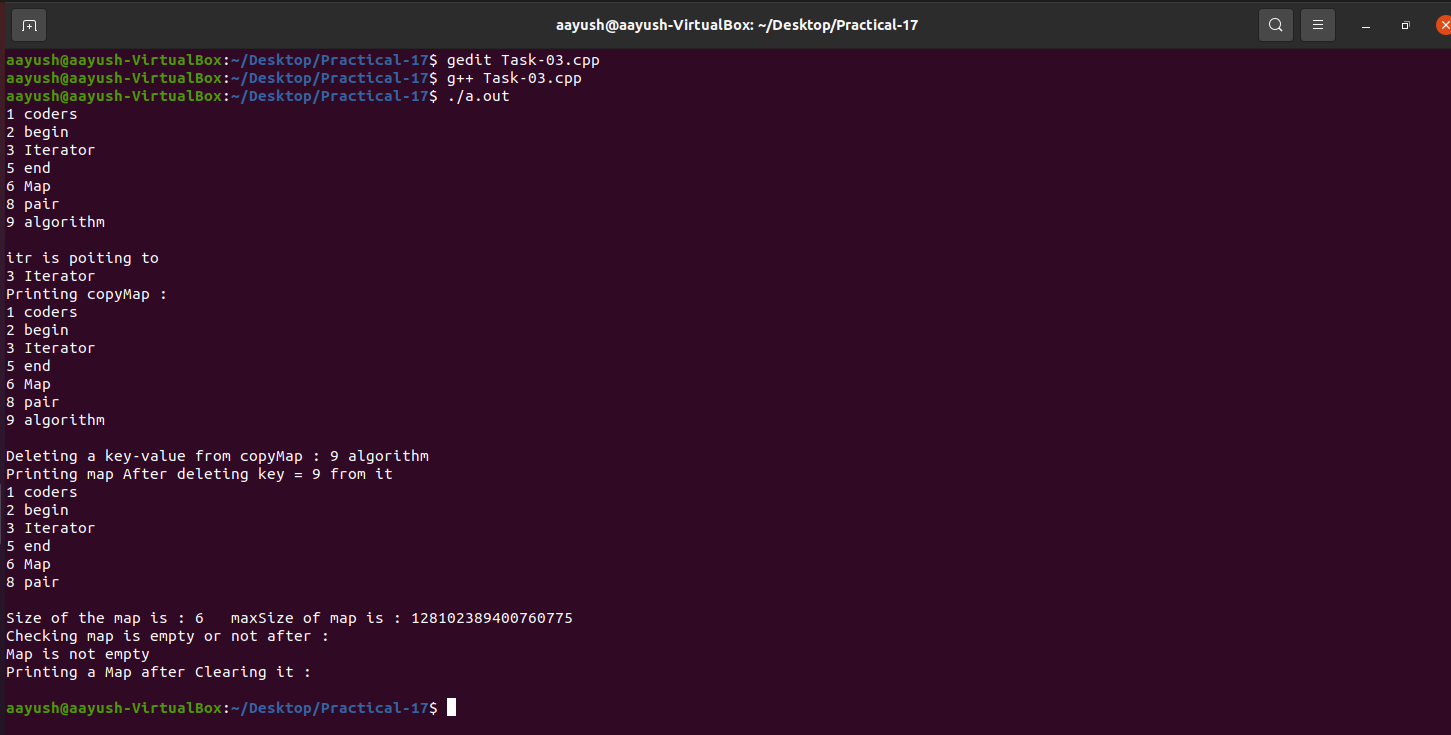 aayush@aayush-VirtualBox: ~/Desktop/Practical-17
aayush@aayush-VirtualBox:~/Desktop/Practical-17$ gedit Task-03.cpp
aayush@aayush-VirtualBox:~/Desktop/Practical-17$ g++ Task-03.cpp
aayush@aayush-VirtualBox:~/Desktop/Practical-17$ ./a.out
1 coders
2 begin
3 Iterator
5 end
6 Map
8 pair
9 algorithm
itr is poiting to
3 Iterator
Printing copyMap :
1 coders
2 begin
3 Iterator
5 end
6 Map
8 pair
9 algorithm
Deleting a key-value from copyMap : 9 algorithm
Printing map After deleting key = 9 from it
1 coders
2 begin
3 Iterator
5 end
6 Map
8 pair
Size of the map is : 6   maxSize of map is : 128102389400760775
Checking map is empty or not after :
Map is not empty
Printing a Map after Clearing it :
aayush@aayush-VirtualBox:~/Desktop/Practical-17$